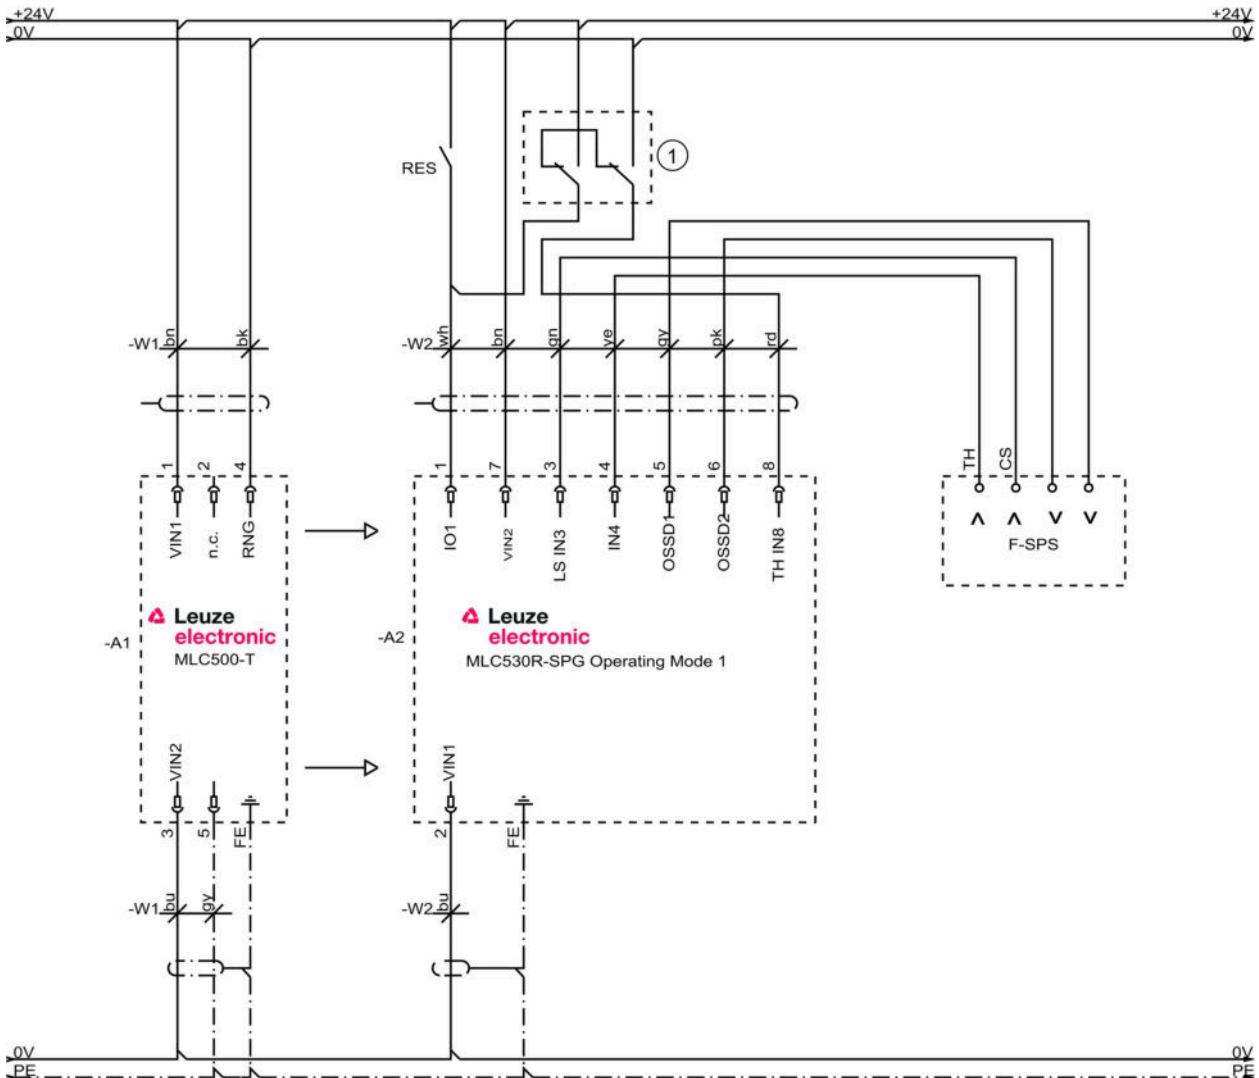 +24V +24V
0V 0V
1
RES
-W1 bn bk -W2 wh bn gn ye gy pk rd
TH CS
1 2 4 1 7 3 4 5 6 8
VIN1 n.c. RNG IO1 VIN2 LS IN3 IN4 OSSD1 OSSD2 TH IN8
F-SPS
Leuze electronic
-A1
MLC500-T
Leuze electronic
-A2
MLC530R-SPG Operating Mode 1
VIN2 VIN1
3 5 FE 2 FE
-W1 bu gy -W2 bu
0V 0V
PE PE